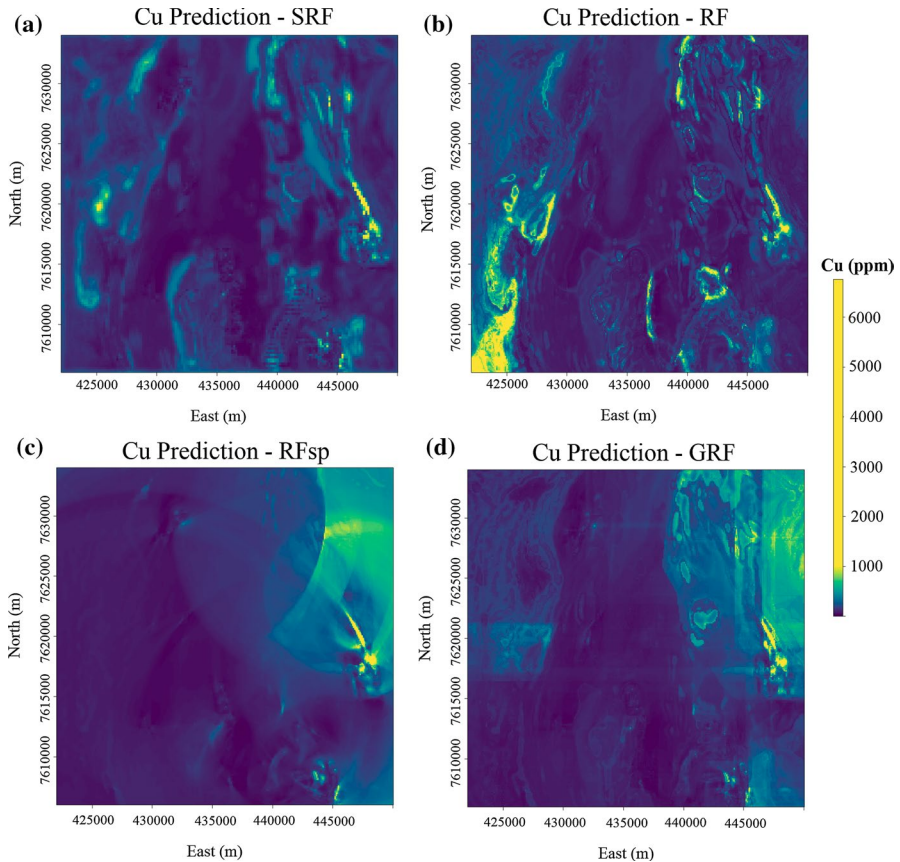 (a) Cu Prediction - SRF
(b) Cu Prediction - RF
North (m)
7630000
7625000
7620000
7615000
7610000
425000 430000 435000 440000 445000
East (m)
North (m)
7630000
7625000
7620000
7615000
7610000
425000 430000 435000 440000 445000
East (m)
Cu (ppm)
6000
5000
4000
3000
2000
1000
(c) Cu Prediction - RFsp
(d) Cu Prediction - GRF
North (m)
7630000
7625000
7620000
7615000
7610000
425000 430000 435000 440000 445000
East (m)
North (m)
7630000
7625000
7620000
7615000
7610000
425000 430000 435000 440000 445000
East (m)